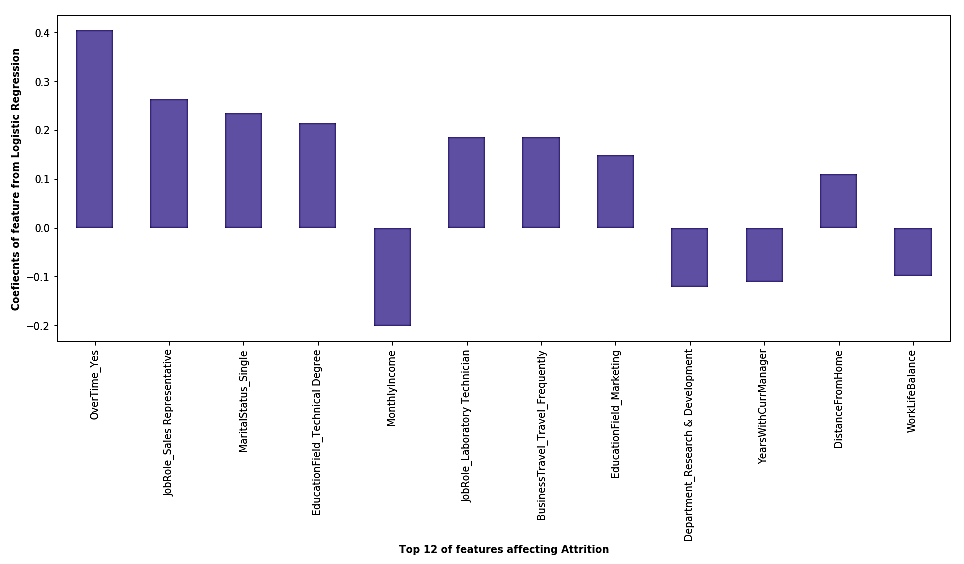 Coefiecnts of feature from Logistic Regression
0.4
0.3
0.2
0.1
0.0
−0.1
−0.2
OverTime_Yes
JobRole_Sales Representative
MaritalStatus_Single
EducationField_Technical Degree
MonthlyIncome
JobRole_Laboratory Technician
BusinessTravel_Travel_Frequently
EducationField_Marketing
Department_Research & Development
YearsWithCurrManager
DistanceFromHome
WorkLifeBalance
Top 12 of features affecting Attrition